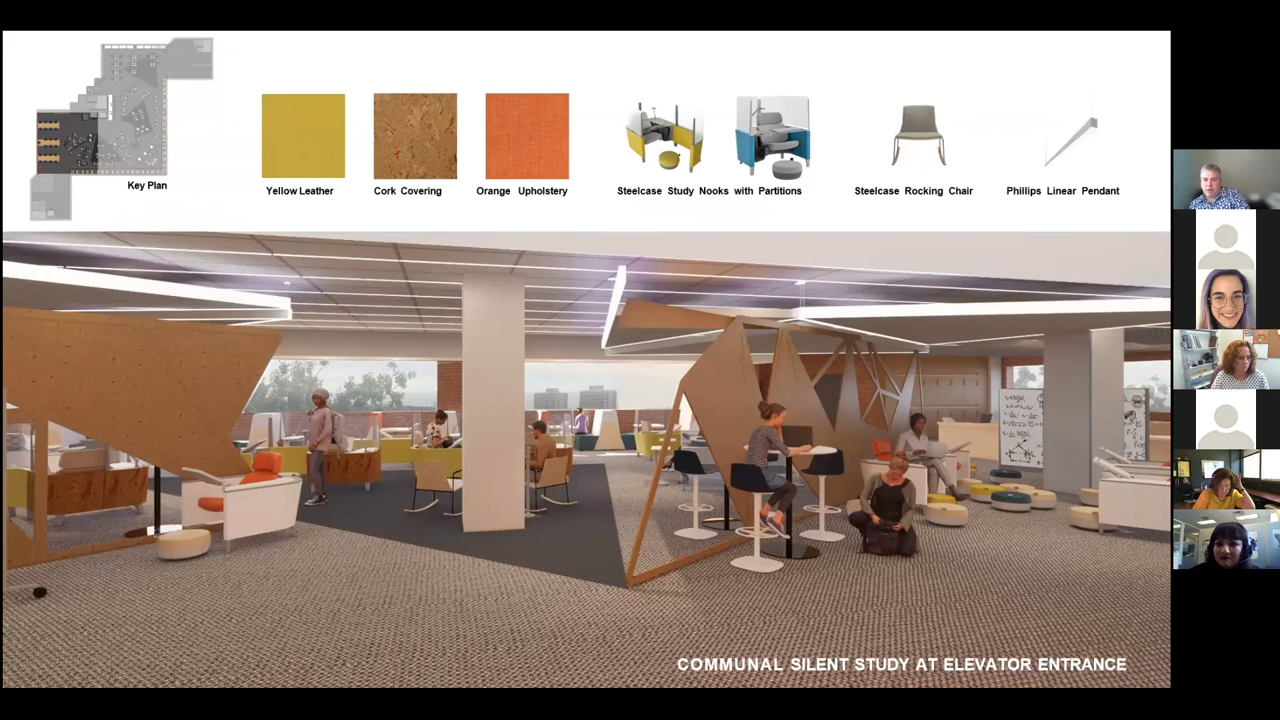 Key Plan
Yellow Leather
Cork Covering
Orange Upholstery
Steelcase Study Nooks with Partitions
Steelcase Rocking Chair
Phillips Linear Pendant
COMMUNAL SILENT STUDY AT ELEVATOR ENTRANCE